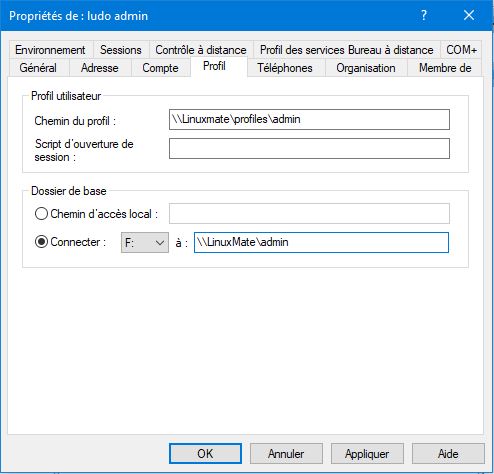 Propriétés de : ludo admin
?
Environnement Sessions Contrôle à distance Profil des services Bureau à distance COM+
Général Adresse Compte Profil Téléphones Organisation Membre de
Profil utilisateur
Chemin du profil : \\Linuxmate\profiles\admin
Script d'ouverture de
session :
Dossier de base
Chemin d'accès local :
Connecter : F: à : \\LinuxMate\admin
OK Annuler Appliquer Aide